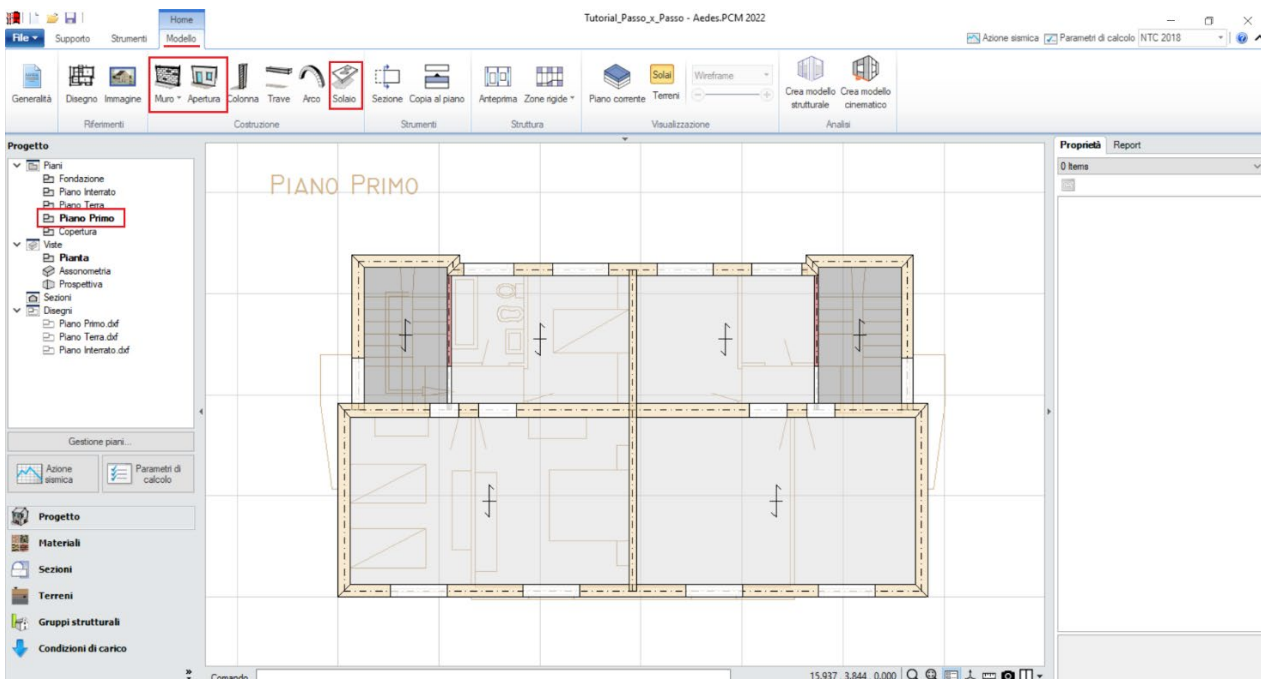 Home
Tutorial_Passo_x_Passo - Aedes.PCM 2022
File Supporto Strumenti Modello
Azione sismica Parametri di calcolo NTC 2018
Generalità Disegno Immagine Muro Apertura Colonna Trave Arco Solaio Sezione Copia al piano Anteprima Zone rigide Piano corrente Solai Terreni Wireframe Crea modello strutturale Crea modello cinematico
Riferimenti Costruzione Strumenti Struttura Visualizzazione Analisi
Progetto
Piani
Fondazione
Piano Interrato
Piano Terra
Piano Primo
Copertura
Viste
Pianta
Assonometria
Prospettiva
Sezioni
Disegni
Piano Primo.dxf
Piano Terra.dxf
Piano Interrato.dxf
Gestione piani...
Azione sismica
Parametri di calcolo
Progetto
Materiali
Sezioni
Terreni
Gruppi strutturali
Condizioni di carico
PIANO PRIMO
Proprietà Report
0 Items
Comando
15.937 3.844 0.000